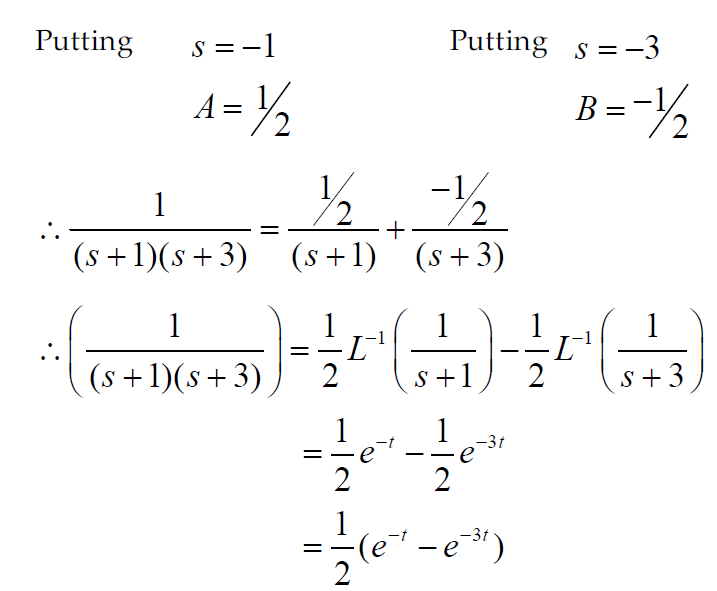 Putting s = −1 Putting s = −3
A = 1/2 B = −1/2
∴ 1/((s+1)(s+3)) = (1/2)/(s+1) + (−1/2)/(s+3)
∴ (1/((s+1)(s+3))) = 1/2 L⁻¹(1/(s+1)) − 1/2 L⁻¹(1/(s+3))
= 1/2 e⁻ᵗ − 1/2 e⁻³ᵗ
= 1/2 (e⁻ᵗ − e⁻³ᵗ)